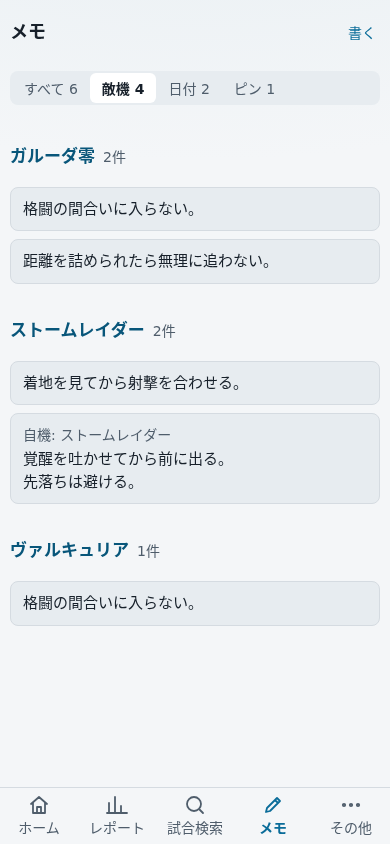 メモ
書く
すべて 6 敵機 4 日付 2 ピン 1
ガルーダ零 2件
格闘の間合いに入らない。
距離を詰められたら無理に追わない。
ストームレイダー 2件
着地を見てから射撃を合わせる。
自機: ストームレイダー
覚醒を吐かせてから前に出る。
先落ちは避ける。
ヴァルキュリア 1件
格闘の間合いに入らない。
ホーム レポート 試合検索 メモ その他